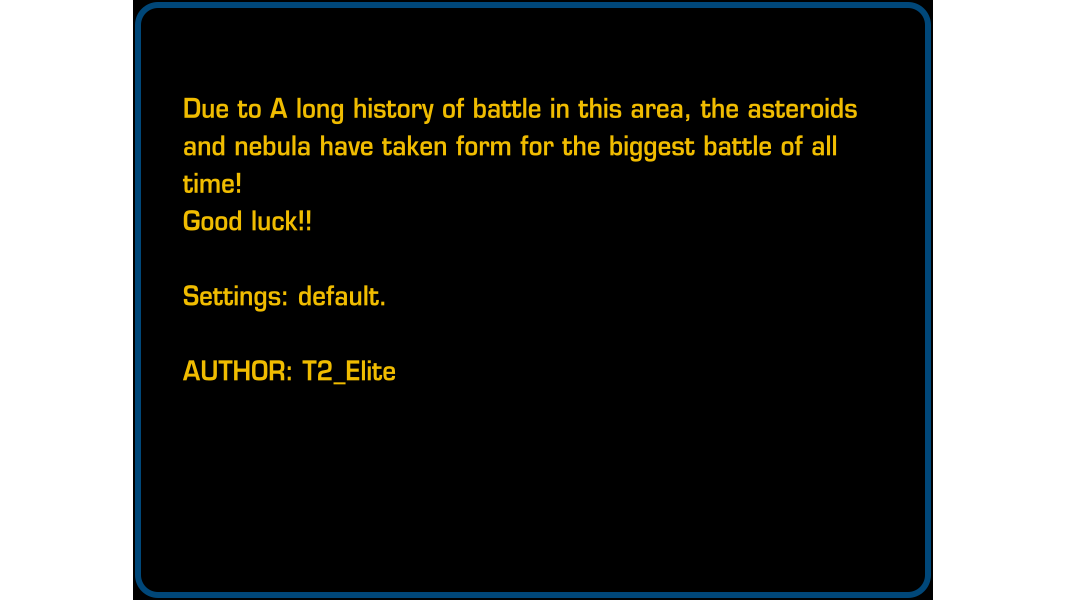 Due to A long history of battle in this area, the asteroids
and nebula have taken form for the biggest battle of all
time!
Good luck!!
Settings: default.
AUTHOR: T2_Elite